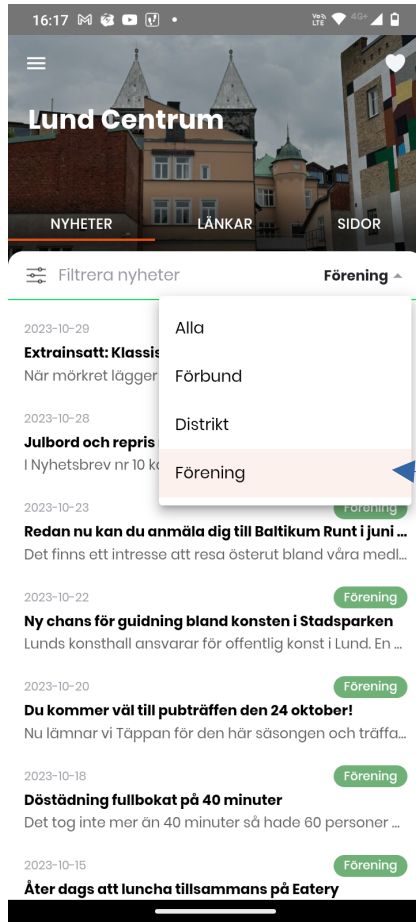 16:17
Vo))
LTE
4G+
Lund Centrum
NYHETER
LÄNKAR
SIDOR
Filtrera nyheter
Förening
Alla
Förbund
Distrikt
Förening
2023-10-29
Extrainsatt:
När mörkret lägger
2023-10-28
Julbord och repris
I Nyhetsbrev nr 10
2023-10-23
Förening
Redan nu kan du anmäla dig till Baltikum Runt i juni ...
Det finns ett intresse att resa österut bland våra medl...
2023-10-22
Förening
Ny chans för guidning bland konsten i Stadsparken
Lunds konsthall ansvarar för offentlig konst i Lund. En ...
2023-10-20
Förening
Du kommer väl till pubträffen den 24 oktober!
Nu lämnar vi Täppan för den här säsongen och träffa...
2023-10-18
Förening
Döstädning fullbokat på 40 minuter
Det tog inte mer än 40 minuter så hade 60 personer ...
2023-10-15
Förening
Åter dags att luncha tillsammans på Eatery